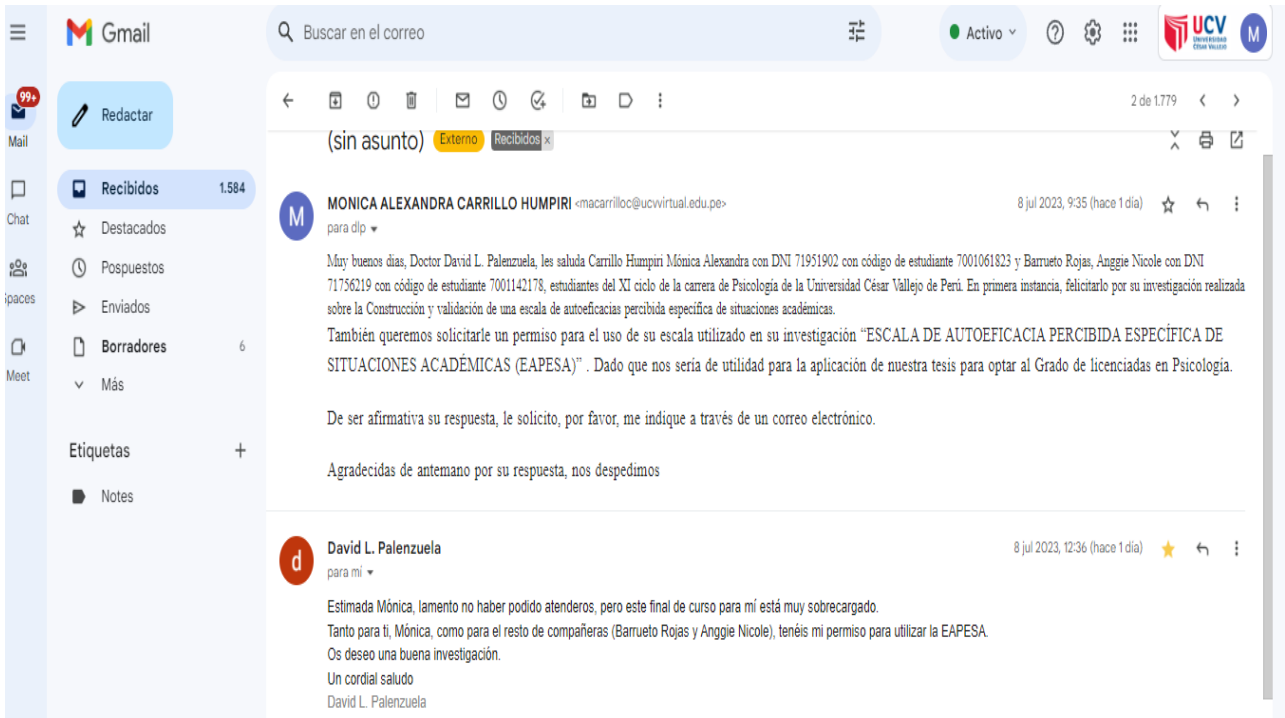 Gmail
Buscar en el correo
Activo
UCV
UNIVERSIDAD
CÉSAR VALLEJO
M
99+
Mail
Chat
Spaces
Meet
Redactar
Recibidos 1.584
Destacados
Pospuestos
Enviados
Borradores 6
Más
Etiquetas
Notes
2 de 1.779
(sin asunto) Externo Recibidos x
M
MONICA ALEXANDRA CARRILLO HUMPIRI <macarrilloc@ucvvirtual.edu.pe> 8 jul 2023, 9:35 (hace 1 día)
para dlp
Muy buenos dias, Doctor David L. Palenzuela, les saluda Carrillo Humpiri Mónica Alexandra con DNI 71951902 con código de estudiante 7001061823 y Barrueto Rojas, Anggie Nicole con DNI
71756219 con código de estudiante 7001142178, estudiantes del XI ciclo de la carrera de Psicología de la Universidad César Vallejo de Perú. En primera instancia, felicitarlo por su investigación realizada
sobre la Construcción y validación de una escala de autoeficacias percibida específica de situaciones académicas.
También queremos solicitarle un permiso para el uso de su escala utilizado en su investigación “ESCALA DE AUTOEFICACIA PERCIBIDA ESPECÍFICA DE
SITUACIONES ACADÉMICAS (EAPESA)” . Dado que nos sería de utilidad para la aplicación de nuestra tesis para optar al Grado de licenciadas en Psicología.
De ser afirmativa su respuesta, le solicito, por favor, me indique a través de un correo electrónico.
Agradecidas de antemano por su respuesta, nos despedimos
d
David L. Palenzuela 8 jul 2023, 12:36 (hace 1 día)
para mí
Estimada Mónica, lamento no haber podido atenderos, pero este final de curso para mí está muy sobrecargado.
Tanto para ti, Mónica, como para el resto de compañeras (Barrueto Rojas y Anggie Nicole), tenéis mi permiso para utilizar la EAPESA.
Os deseo una buena investigación.
Un cordial saludo
David L. Palenzuela